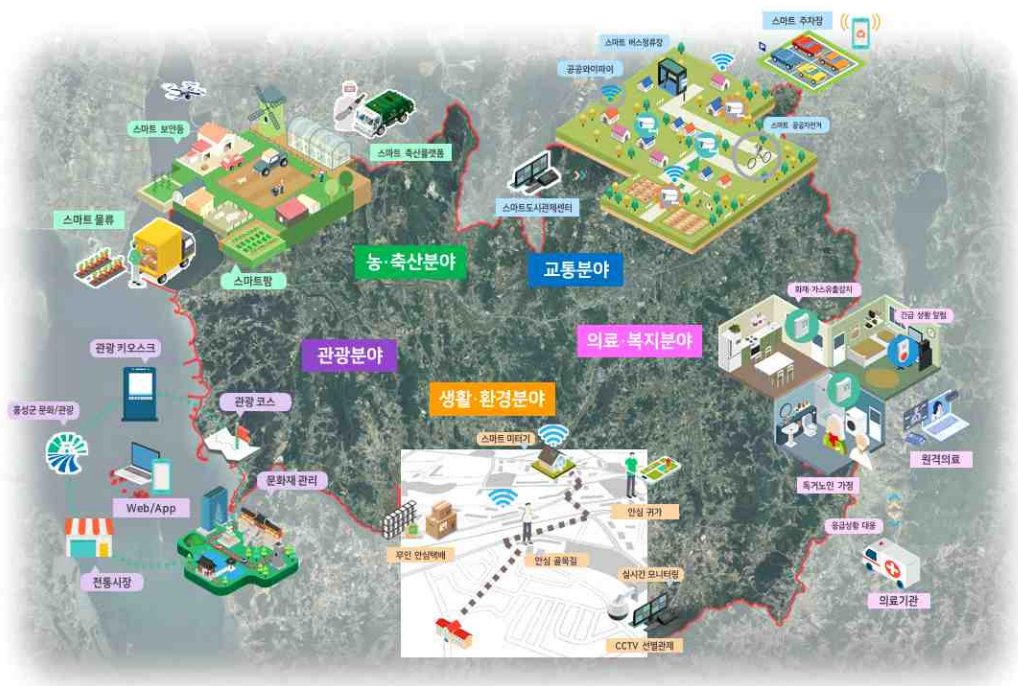 스마트 주차장
스마트 버스정류장
공공와이파이
스마트 보안등
스마트 축산플랫폼
스마트 공공자전거
스마트도시관제센터
스마트 물류
스마트팜
농·축산분야
교통분야
화재·가스유출감지
긴급 상황 알림
의료·복지분야
관광분야
관광 키오스크
생활·환경분야
관광 코스
홍성군 문화/관광
스마트 미터기
원격의료
문화재 관리
독거노인 가정
Web/App
안심 귀가
응급상황 대응
무인 안심택배
안심 골목길
전통시장
실시간 모니터링
의료기관
CCTV 선별관제